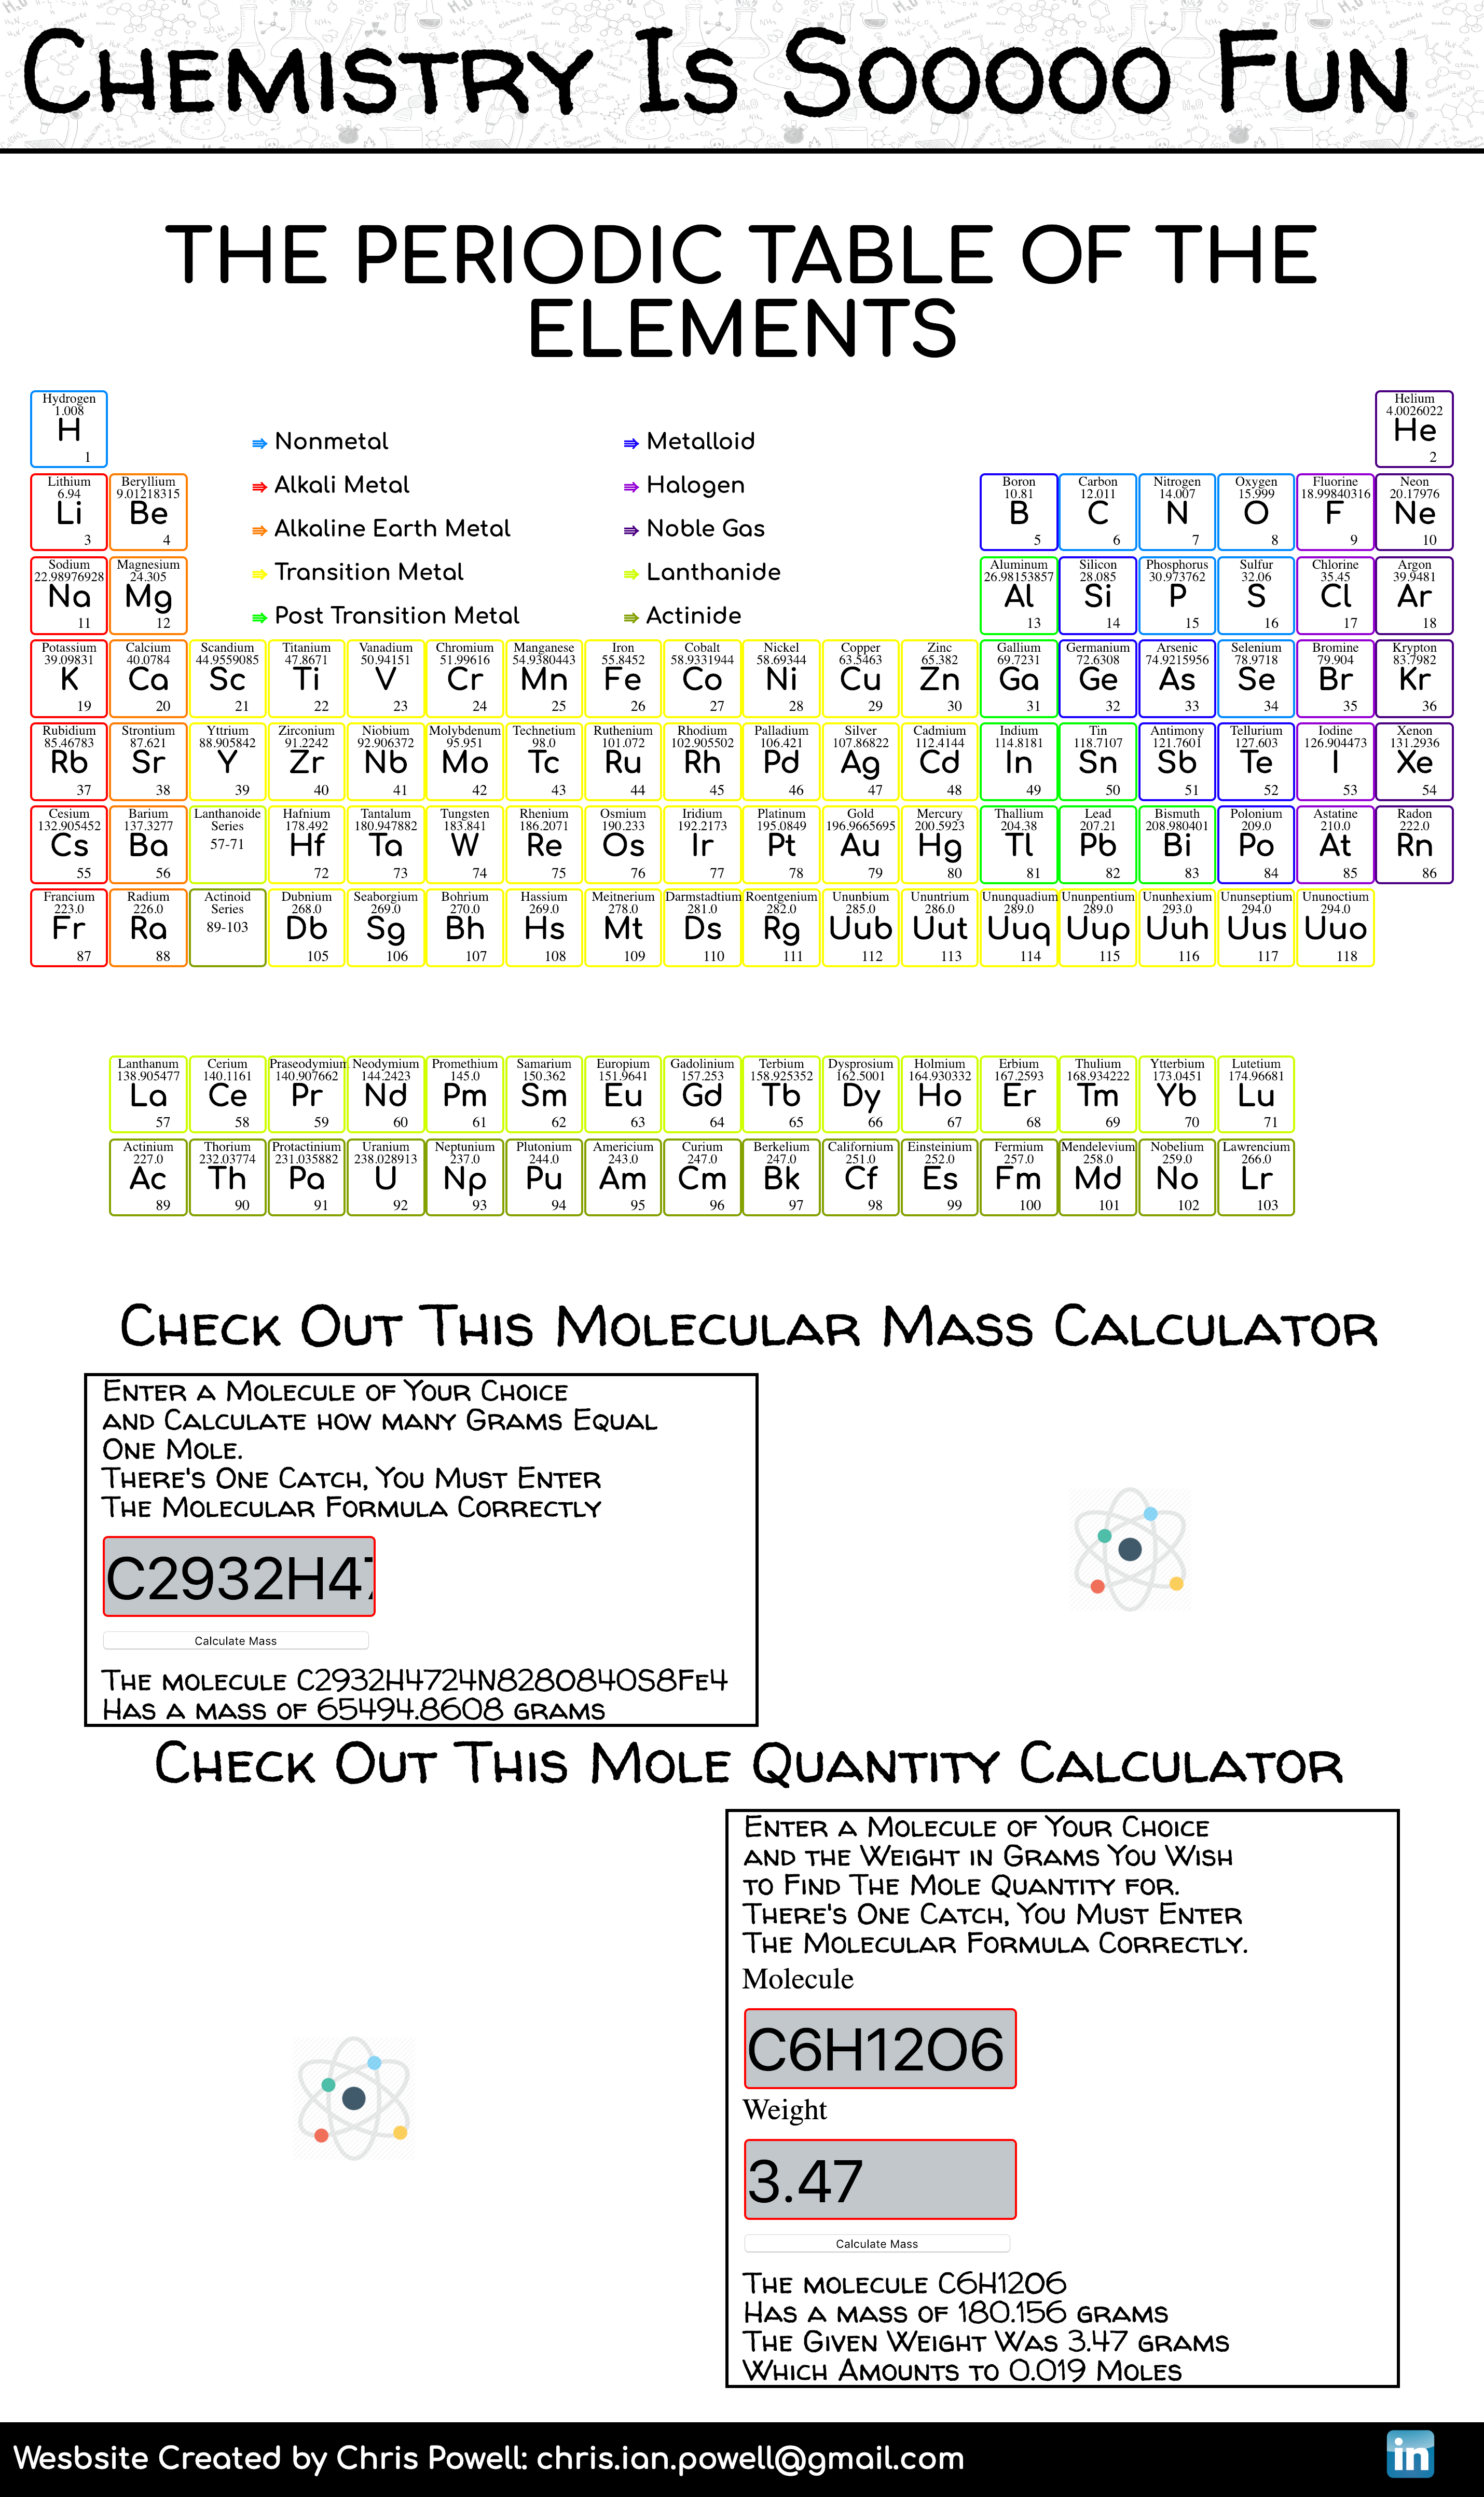 Chemistry Is Sooooo Fun
THE PERIODIC TABLE OF THE
ELEMENTS
Hydrogen 1.008 H 1
Helium 4.0026022 He 2
⇛ Nonmetal
⇛ Metalloid
⇛ Alkali Metal
⇛ Halogen
⇛ Alkaline Earth Metal
⇛ Noble Gas
⇛ Transition Metal
⇛ Lanthanide
⇛ Post Transition Metal
⇛ Actinide
Lithium 6.94 Li 3
Beryllium 9.01218315 Be 4
Boron 10.81 B 5
Carbon 12.011 C 6
Nitrogen 14.007 N 7
Oxygen 15.999 O 8
Fluorine 18.99840316 F 9
Neon 20.17976 Ne 10
Sodium 22.98976928 Na 11
Magnesium 24.305 Mg 12
Aluminum 26.98153857 Al 13
Silicon 28.085 Si 14
Phosphorus 30.973762 P 15
Sulfur 32.06 S 16
Chlorine 35.45 Cl 17
Argon 39.9481 Ar 18
Potassium 39.09831 K 19
Calcium 40.0784 Ca 20
Scandium 44.9559085 Sc 21
Titanium 47.8671 Ti 22
Vanadium 50.94151 V 23
Chromium 51.99616 Cr 24
Manganese 54.9380443 Mn 25
Iron 55.8452 Fe 26
Cobalt 58.9331944 Co 27
Nickel 58.69344 Ni 28
Copper 63.5463 Cu 29
Zinc 65.382 Zn 30
Gallium 69.7231 Ga 31
Germanium 72.6308 Ge 32
Arsenic 74.9215956 As 33
Selenium 78.9718 Se 34
Bromine 79.904 Br 35
Krypton 83.7982 Kr 36
Rubidium 85.46783 Rb 37
Strontium 87.621 Sr 38
Yttrium 88.905842 Y 39
Zirconium 91.2242 Zr 40
Niobium 92.906372 Nb 41
Molybdenum 95.951 Mo 42
Technetium 98.0 Tc 43
Ruthenium 101.072 Ru 44
Rhodium 102.905502 Rh 45
Palladium 106.421 Pd 46
Silver 107.86822 Ag 47
Cadmium 112.4144 Cd 48
Indium 114.8181 In 49
Tin 118.7107 Sn 50
Antimony 121.7601 Sb 51
Tellurium 127.603 Te 52
Iodine 126.904473 I 53
Xenon 131.2936 Xe 54
Cesium 132.905452 Cs 55
Barium 137.3277 Ba 56
Lanthanoide Series 57-71
Hafnium 178.492 Hf 72
Tantalum 180.947882 Ta 73
Tungsten 183.841 W 74
Rhenium 186.2071 Re 75
Osmium 190.233 Os 76
Iridium 192.2173 Ir 77
Platinum 195.0849 Pt 78
Gold 196.9665695 Au 79
Mercury 200.5923 Hg 80
Thallium 204.38 Tl 81
Lead 207.21 Pb 82
Bismuth 208.980401 Bi 83
Polonium 209.0 Po 84
Astatine 210.0 At 85
Radon 222.0 Rn 86
Francium 223.0 Fr 87
Radium 226.0 Ra 88
Actinoid Series 89-103
Dubnium 268.0 Db 105
Seaborgium 269.0 Sg 106
Bohrium 270.0 Bh 107
Hassium 269.0 Hs 108
Meitnerium 278.0 Mt 109
Darmstadtium 281.0 Ds 110
Roentgenium 282.0 Rg 111
Ununbium 285.0 Uub 112
Ununtrium 286.0 Uut 113
Ununquadium 289.0 Uuq 114
Ununpentium 289.0 Uup 115
Ununhexium 293.0 Uuh 116
Ununseptium 294.0 Uus 117
Ununoctium 294.0 Uuo 118
Lanthanum 138.905477 La 57
Cerium 140.1161 Ce 58
Praseodymium 140.907662 Pr 59
Neodymium 144.2423 Nd 60
Promethium 145.0 Pm 61
Samarium 150.362 Sm 62
Europium 151.9641 Eu 63
Gadolinium 157.253 Gd 64
Terbium 158.925352 Tb 65
Dysprosium 162.5001 Dy 66
Holmium 164.930332 Ho 67
Erbium 167.2593 Er 68
Thulium 168.934222 Tm 69
Ytterbium 173.0451 Yb 70
Lutetium 174.96681 Lu 71
Actinium 227.0 Ac 89
Thorium 232.03774 Th 90
Protactinium 231.035882 Pa 91
Uranium 238.028913 U 92
Neptunium 237.0 Np 93
Plutonium 244.0 Pu 94
Americium 243.0 Am 95
Curium 247.0 Cm 96
Berkelium 247.0 Bk 97
Californium 251.0 Cf 98
Einsteinium 252.0 Es 99
Fermium 257.0 Fm 100
Mendelevium 258.0 Md 101
Nobelium 259.0 No 102
Lawrencium 266.0 Lr 103
Check Out This Molecular Mass Calculator
Enter a Molecule of Your Choice
and Calculate how many Grams Equal
One Mole.
There's One Catch, You Must Enter
The Molecular Formula Correctly
C2932H47
Calculate Mass
The molecule C2932H4724N828O840S8Fe4
Has a mass of 65494.8608 grams
Check Out This Mole Quantity Calculator
Enter a Molecule of Your Choice
and the Weight in Grams You Wish
to Find The Mole Quantity for.
There's One Catch, You Must Enter
The Molecular Formula Correctly.
Molecule
C6H12O6
Weight
3.47
Calculate Mass
The molecule C6H12O6
Has a mass of 180.156 grams
The Given Weight Was 3.47 grams
Which Amounts to 0.019 Moles
Wesbsite Created by Chris Powell: chris.ian.powell@gmail.com
in